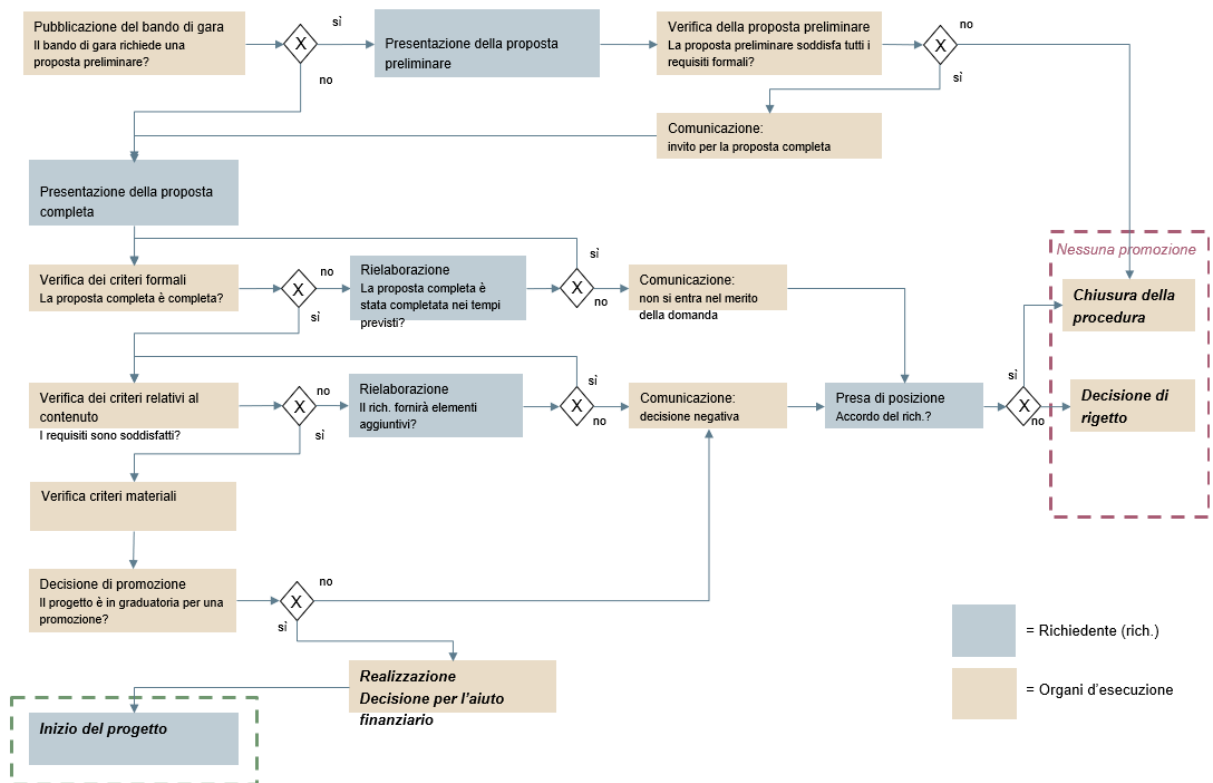 Pubblicazione del bando di gara
Il bando di gara richiede una
proposta preliminare?
X
sì
no
Presentazione della proposta
preliminare
Verifica della proposta preliminare
La proposta preliminare soddisfa tutti i
requisiti formali?
X
no
sì
Comunicazione:
invito per la proposta completa
Presentazione della proposta
completa
Nessuna promozione
Verifica dei criteri formali
La proposta completa è completa?
X
no
sì
Rielaborazione
La proposta completa è
stata completata nei tempi
previsti?
X
sì
no
Comunicazione:
non si entra nel merito
della domanda
Chiusura della
procedura
Verifica dei criteri relativi al
contenuto
I requisiti sono soddisfatti?
X
no
sì
Rielaborazione
Il rich. fornirà elementi
aggiuntivi?
X
sì
no
Comunicazione:
decisione negativa
Presa di posizione
Accordo del rich.?
X
sì
no
Decisione di
rigetto
Verifica criteri materiali
Decisione di promozione
Il progetto è in graduatoria per una
promozione?
X
no
sì
Realizzazione
Decisione per l'aiuto
finanziario
Inizio del progetto
= Richiedente (rich.)
= Organi d'esecuzione